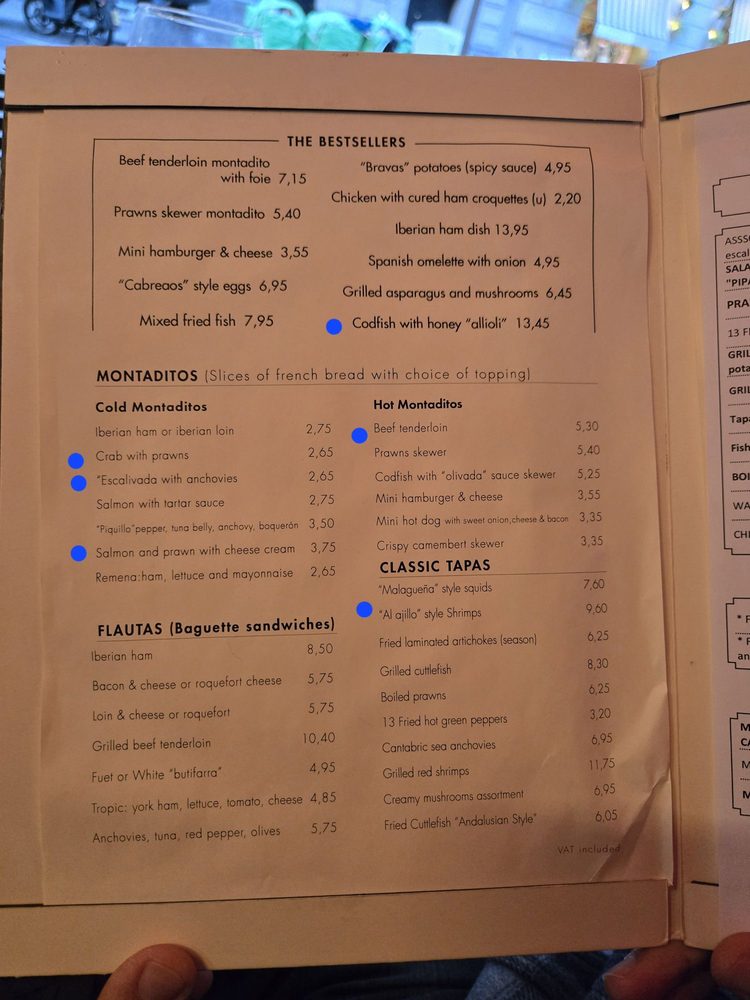 THE BESTSELLERS
Beef tenderloin montadito
with foie 7,15
Prawns skewer montadito 5,40
Mini hamburger & cheese 3,55
"Cabreaos" style eggs 6,95
Mixed fried fish 7,95
"Bravas" potatoes (spicy sauce) 4,95
Chicken with cured ham croquettes (u) 2,20
Iberian ham dish 13,95
Spanish omelette with onion 4,95
Grilled asparagus and mushrooms 6,45
Codfish with honey "allioli" 13,45
MONTADITOS (Slices of french bread with choice of topping)
Cold Montaditos
Iberian ham or iberian loin 2,75
Crab with prawns 2,65
"Escalivada with anchovies 2,65
Salmon with tartar sauce 2,75
"Piquillo"pepper, tuna belly, anchovy, boquerón 3,50
Salmon and prawn with cheese cream 3,75
Remena:ham, lettuce and mayonnaise 2,65
FLAUTAS (Baguette sandwiches)
Iberian ham 8,50
Bacon & cheese or roquefort cheese 5,75
Loin & cheese or roquefort 5,75
Grilled beef tenderloin 10,40
Fuet or White "butifarra" 4,95
Tropic: york ham, lettuce, tomato, cheese 4,85
Anchovies, tuna, red pepper, olives 5,75
Hot Montaditos
Beef tenderloin 5,30
Prawns skewer 5,40
Codfish with "olivada" sauce skewer 5,25
Mini hamburger & cheese 3,55
Mini hot dog with sweet onion,cheese & bacon 3,35
Crispy camembert skewer 3,35
CLASSIC TAPAS
"Malagueña" style squids 7,60
"Al ajillo" style Shrimps 9,60
Fried laminated artichokes (season) 6,25
Grilled cuttlefish 8,30
Boiled prawns 6,25
13 Fried hot green peppers 3,20
Cantabric sea anchovies 6,95
Grilled red shrimps 11,75
Creamy mushrooms assortment 6,95
Fried Cuttlefish "Andalusian Style" 6,05
VAT included